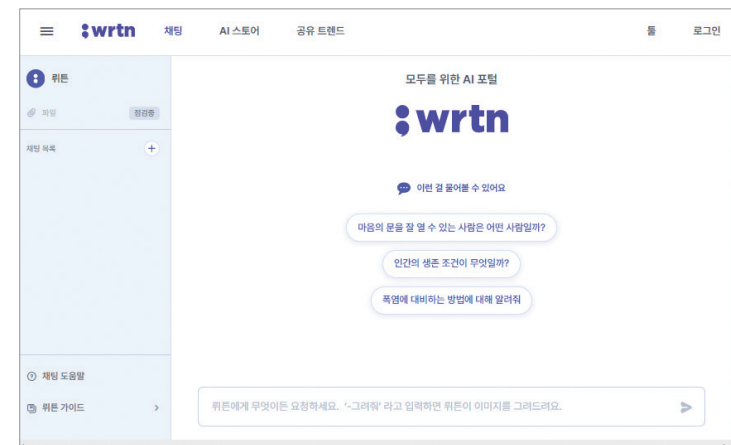 wrtn
채팅
AI 스토어
공유 트렌드
툴
로그인
뤼튼
파일
점검중
채팅 목록
모두를 위한 AI 포털
wrtn
이런 걸 물어볼 수 있어요
마음의 문을 잘 열 수 있는 사람은 어떤 사람일까?
인간의 생존 조건이 무엇일까?
폭염에 대비하는 방법에 대해 알려줘
채팅 도움말
뤼튼 가이드
뤼튼에게 무엇이든 요청하세요. '~그려줘' 라고 입력하면 뤼튼이 이미지를 그려드려요.